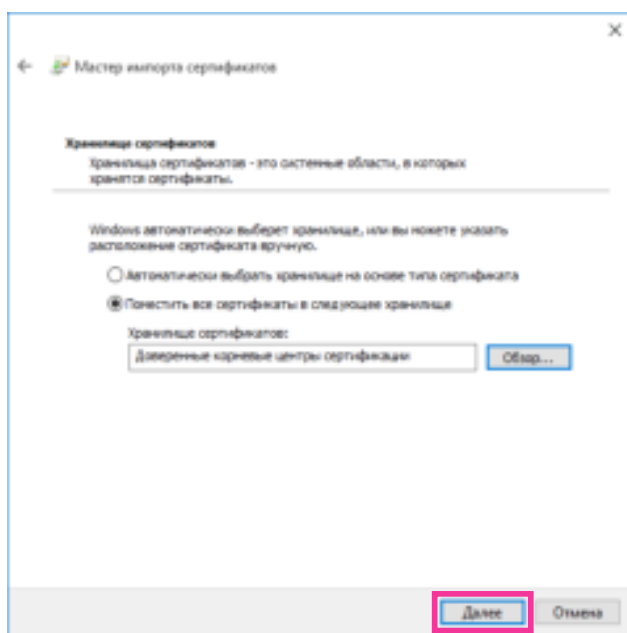 Мастер импорта сертификатов
Хранилище сертификатов
Хранилища сертификатов - это системные области, в которых
хранятся сертификаты.
Windows автоматически выберет хранилище, или вы можете указать
расположение сертификата вручную.
Автоматически выбрать хранилище на основе типа сертификата
Поместить все сертификаты в следующее хранилище
Хранилище сертификатов:
Доверенные корневые центры сертификации
Обзор...
Далее
Отмена